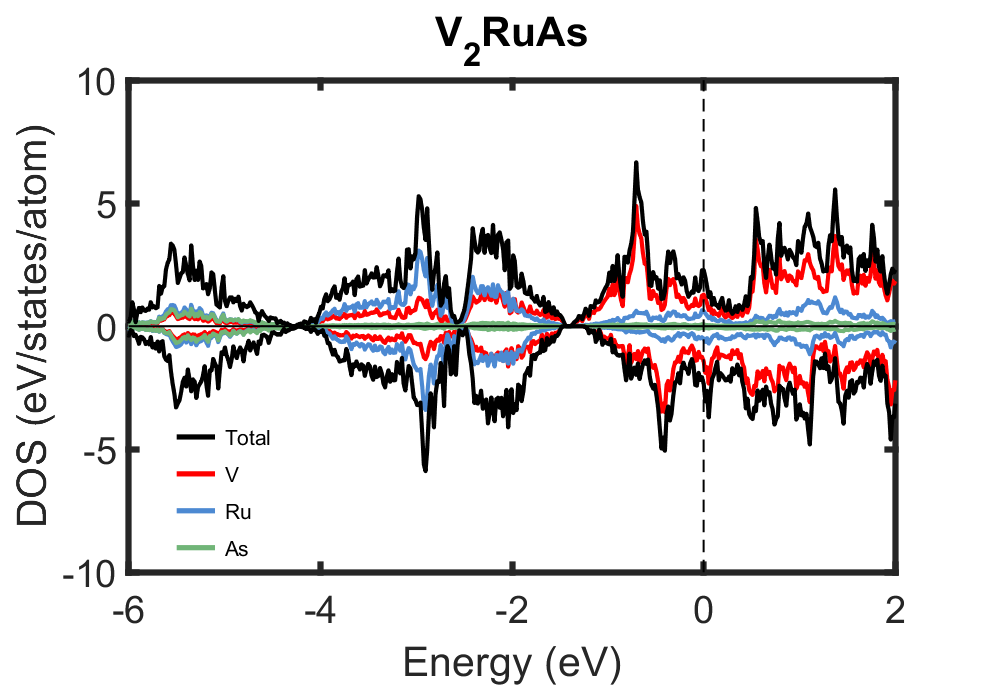 V2RuAs
10
5
0
-5
-10
DOS (eV/states/atom)
Total
V
Ru
As
-6 -4 -2 0 2
Energy (eV)